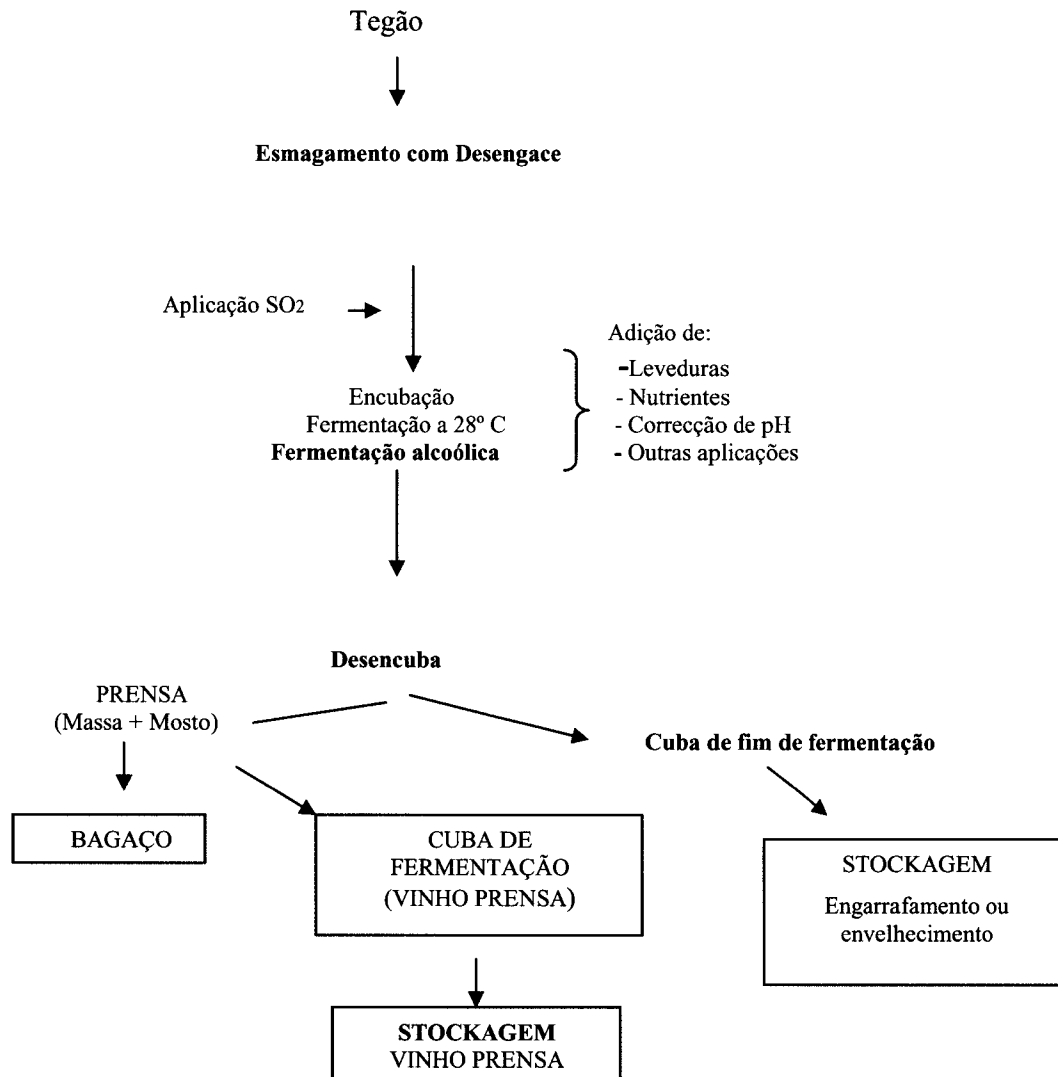 Tegão
Esmagamento com Desengace
Aplicação SO2
Adição de:
-Leveduras
- Nutrientes
- Correcção de pH
- Outras aplicações
Encubação
Fermentação a 28º C
Fermentação alcoólica
Desencuba
PRENSA
(Massa + Mosto)
Cuba de fim de fermentação
BAGAÇO
CUBA DE
FERMENTAÇÃO
(VINHO PRENSA)
STOCKAGEM
Engarrafamento ou
envelhecimento
STOCKAGEM
VINHO PRENSA